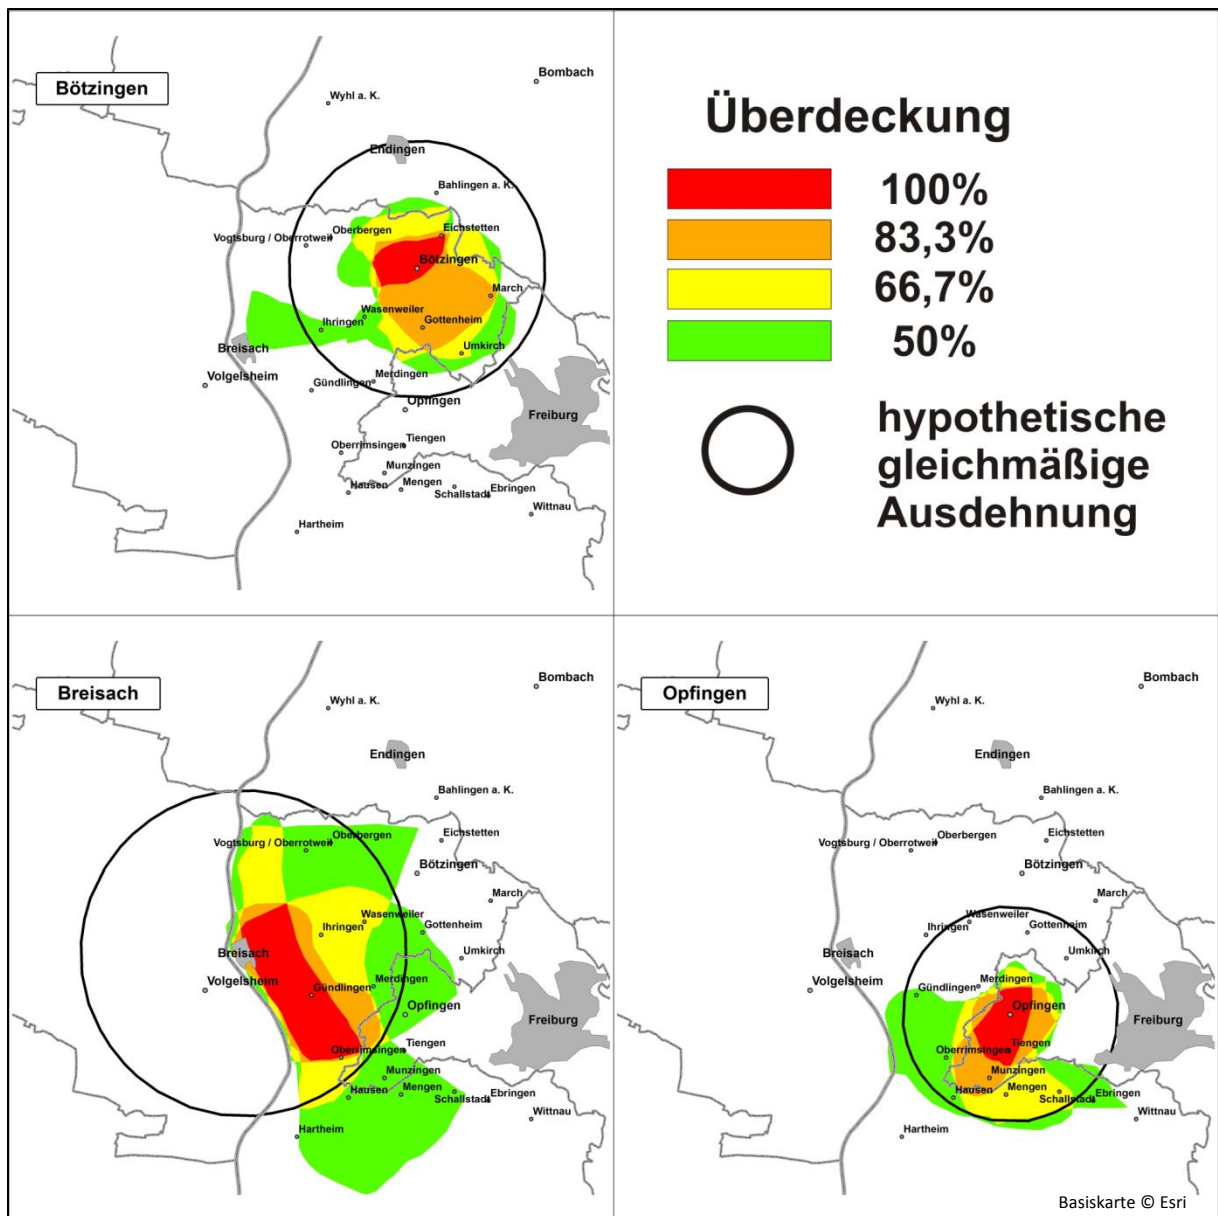 Bötzingen
Bombach
Wyhl a. K.
Endingen
Bahlingen a. K.
Vogtsburg / Oberrotweil
Oberbergen
Eichstetten
Bötzingen
March
Wasenweiler
Ihringen
Gottenheim
Breisach
Umkirch
Volgelsheim
Gündlingen
Merdingen
Opfingen
Freiburg
Oberrimsingen
Tiengen
Munzingen
Hausen
Mengen
Schallstadt
Ebringen
Wittnau
Hartheim
Überdeckung
100%
83,3%
66,7%
50%
hypothetische
gleichmäßige
Ausdehnung
Breisach
Bombach
Wyhl a. K.
Endingen
Bahlingen a. K.
Vogtsburg / Oberrotweil
Oberbergen
Eichstetten
Bötzingen
March
Wasenweiler
Ihringen
Gottenheim
Breisach
Umkirch
Volgelsheim
Gündlingen
Merdingen
Opfingen
Freiburg
Oberrimsingen
Tiengen
Munzingen
Hausen
Mengen
Schallstadt
Ebringen
Wittnau
Hartheim
Opfingen
Bombach
Wyhl a. K.
Endingen
Bahlingen a. K.
Vogtsburg / Oberrotweil
Oberbergen
Eichstetten
Bötzingen
March
Wasenweiler
Ihringen
Gottenheim
Breisach
Umkirch
Volgelsheim
Gündlingen
Merdingen
Opfingen
Freiburg
Oberrimsingen
Tiengen
Munzingen
Hausen
Mengen
Schallstadt
Ebringen
Wittnau
Hartheim
Basiskarte © Esri